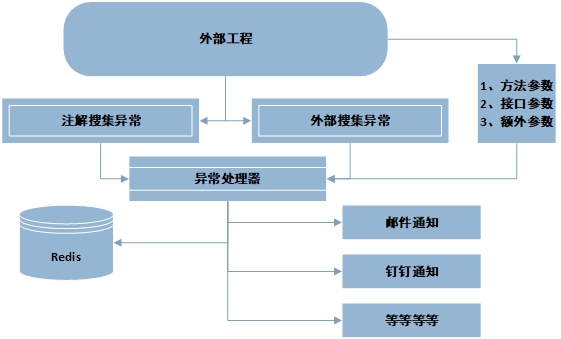 外部工程
1、方法参数
2、接口参数
3、额外参数
注解搜集异常
外部搜集异常
异常处理器
Redis
邮件通知
钉钉通知
等等等等